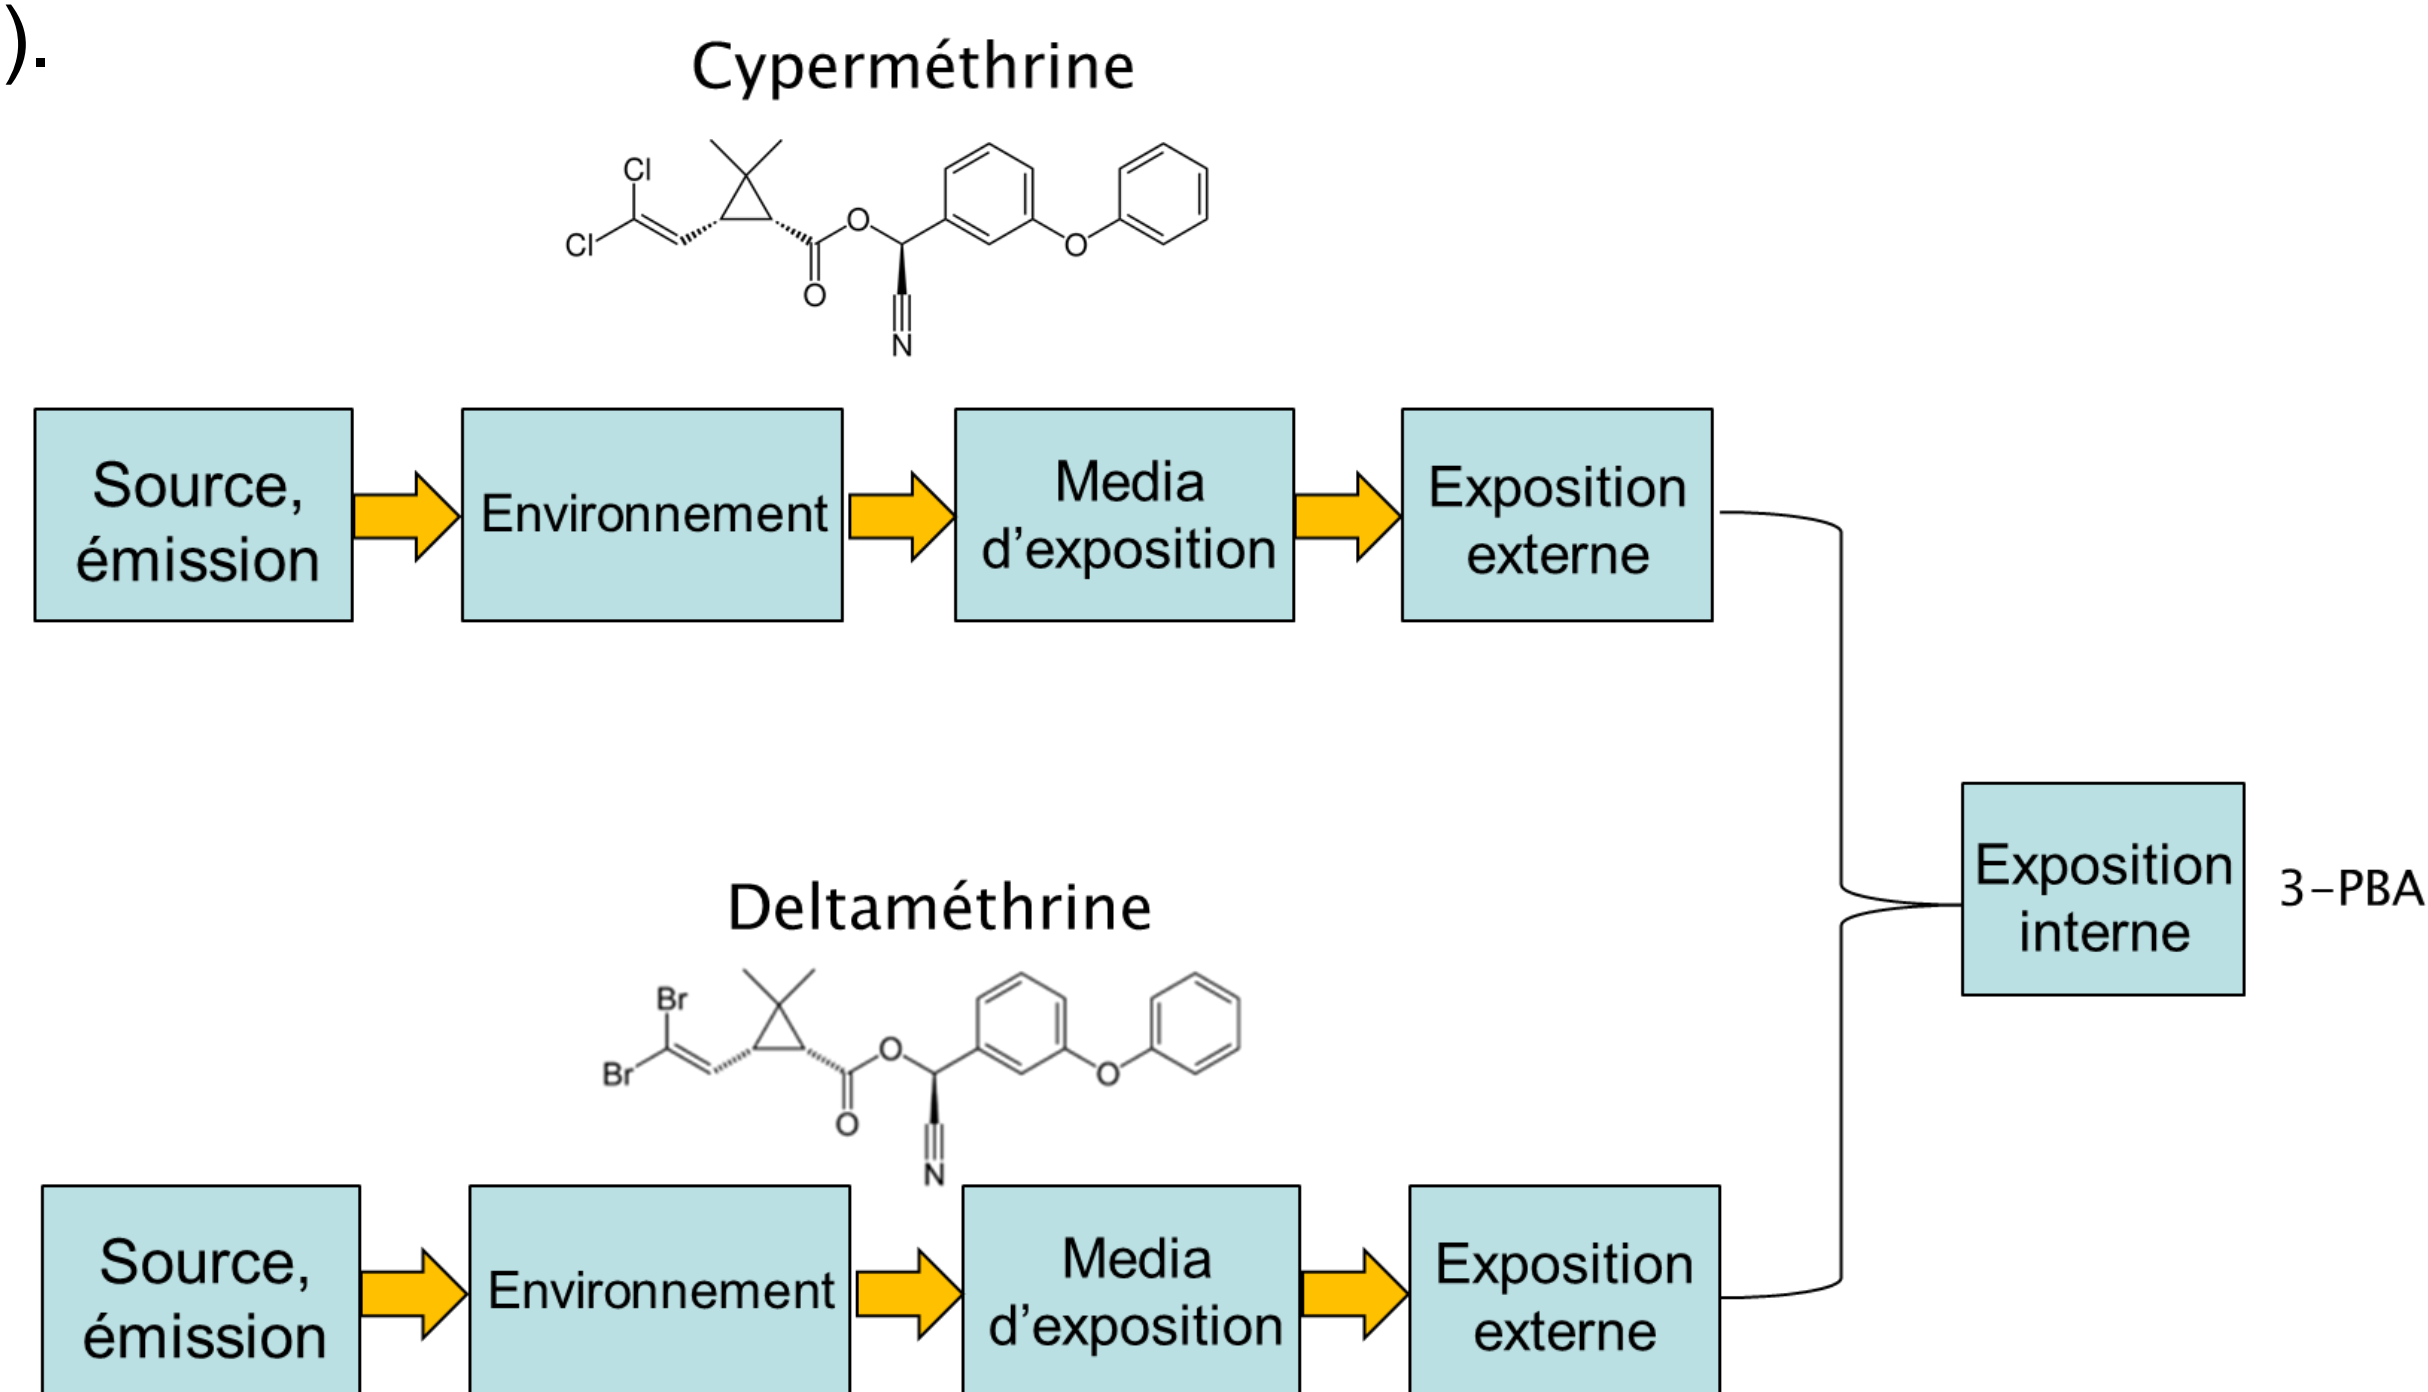 ).
Cyperméthrine
Cl
Cl
O
O
O
N
Source,
émission
Environnement
Media
d’exposition
Exposition
externe
Exposition
interne
3-PBA
Deltaméthrine
Br
Br
O
O
O
N
Source,
émission
Environnement
Media
d’exposition
Exposition
externe